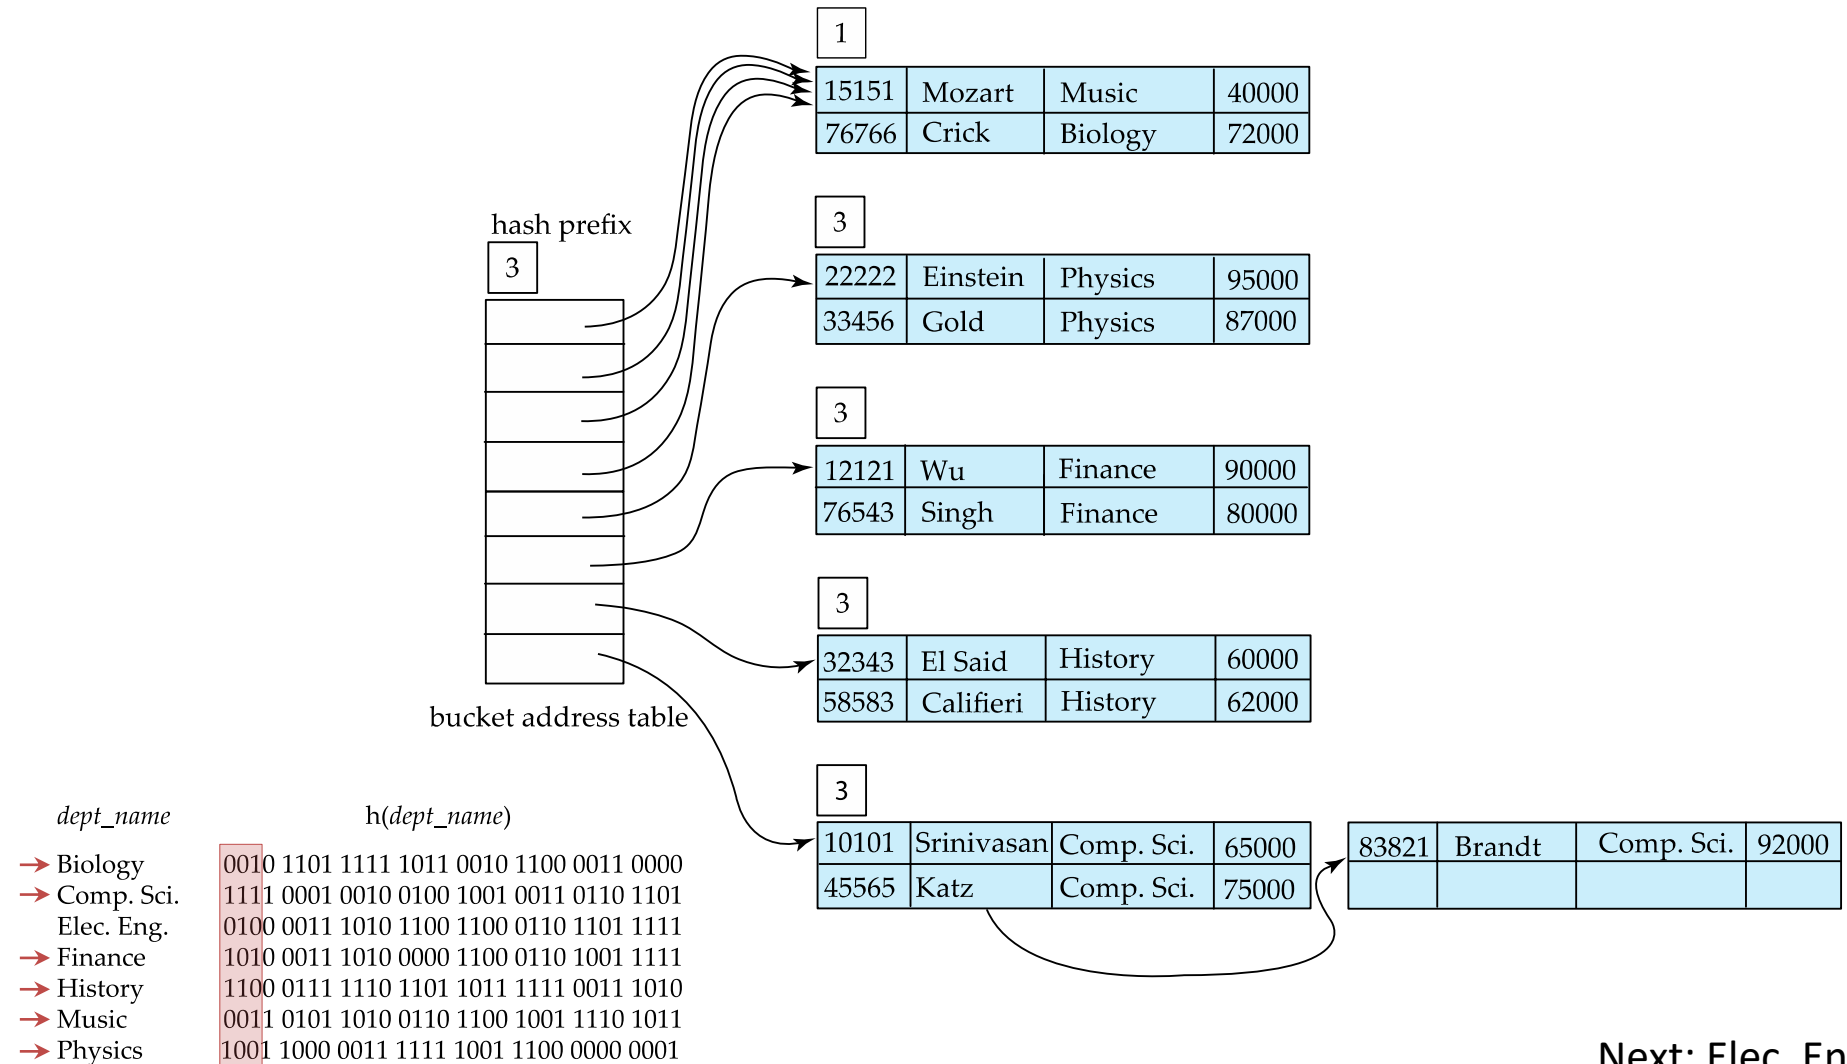 1
15151 Mozart Music 40000
76766 Crick Biology 72000
hash prefix
3
3
22222 Einstein Physics 95000
33456 Gold Physics 87000
3
12121 Wu Finance 90000
76543 Singh Finance 80000
3
32343 El Said History 60000
58583 Califieri History 62000
bucket address table
3
10101 Srinivasan Comp. Sci. 65000
45565 Katz Comp. Sci. 75000
83821 Brandt Comp. Sci. 92000
dept_name h(dept_name)
Biology 0010 1101 1111 1011 0010 1100 0011 0000
Comp. Sci. 1111 0001 0010 0100 1001 0011 0110 1101
Elec. Eng. 0100 0011 1010 1100 1100 0110 1101 1111
Finance 1010 0011 1010 0000 1100 0110 1001 1111
History 1100 0111 1110 1101 1011 1111 0011 1010
Music 0011 0101 1010 0110 1100 1001 1110 1011
Physics 1001 1000 0011 1111 1001 1100 0000 0001
Next: Elec. En